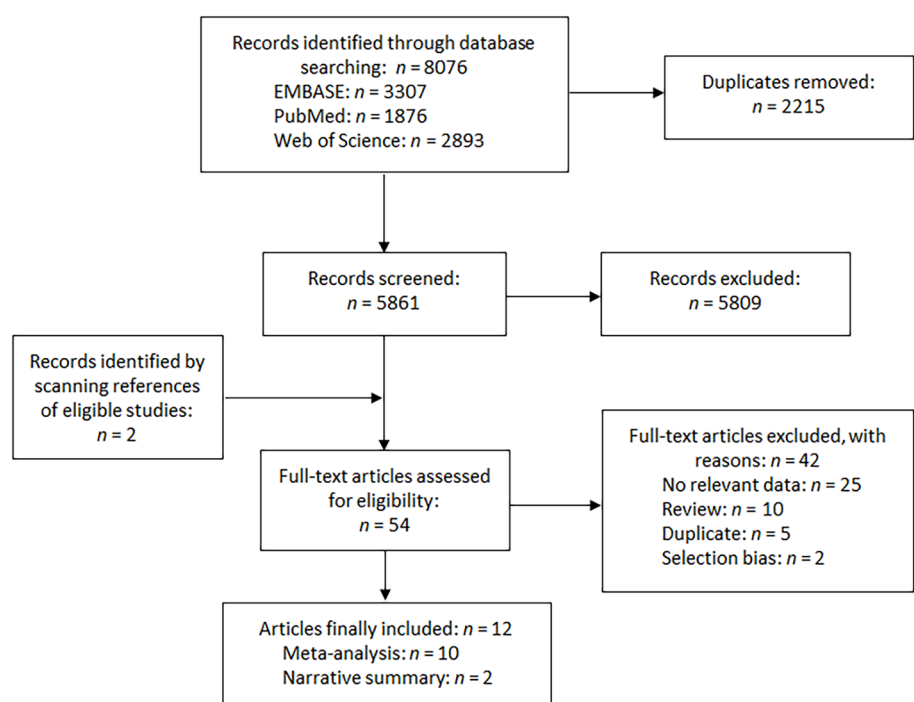 Records identified through database
searching: n = 8076
EMBASE: n = 3307
PubMed: n = 1876
Web of Science: n = 2893
Duplicates removed:
n = 2215
Records screened:
n = 5861
Records excluded:
n = 5809
Records identified by
scanning references
of eligible studies:
n = 2
Full-text articles assessed
for eligibility:
n = 54
Full-text articles excluded, with
reasons: n = 42
No relevant data: n = 25
Review: n = 10
Duplicate: n = 5
Selection bias: n = 2
Articles finally included: n = 12
Meta-analysis: n = 10
Narrative summary: n = 2